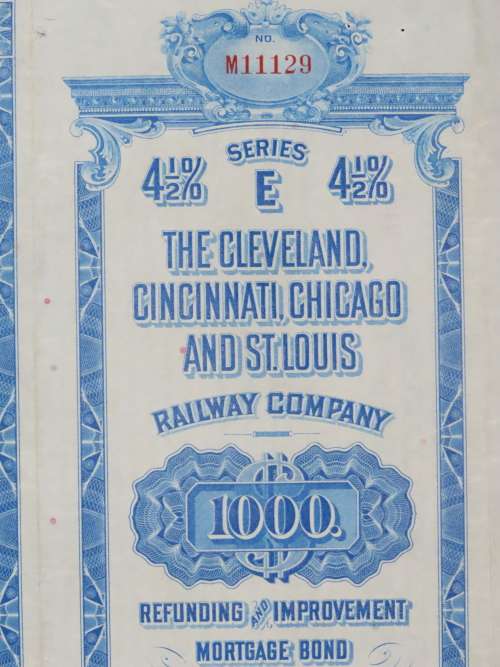 NO.
M11129
SERIES
4½% E 4½%
THE CLEVELAND,
CINCINNATI, CHICAGO
AND ST. LOUIS
RAILWAY COMPANY
$1000.
REFUNDING AND IMPROVEMENT
MORTGAGE BOND